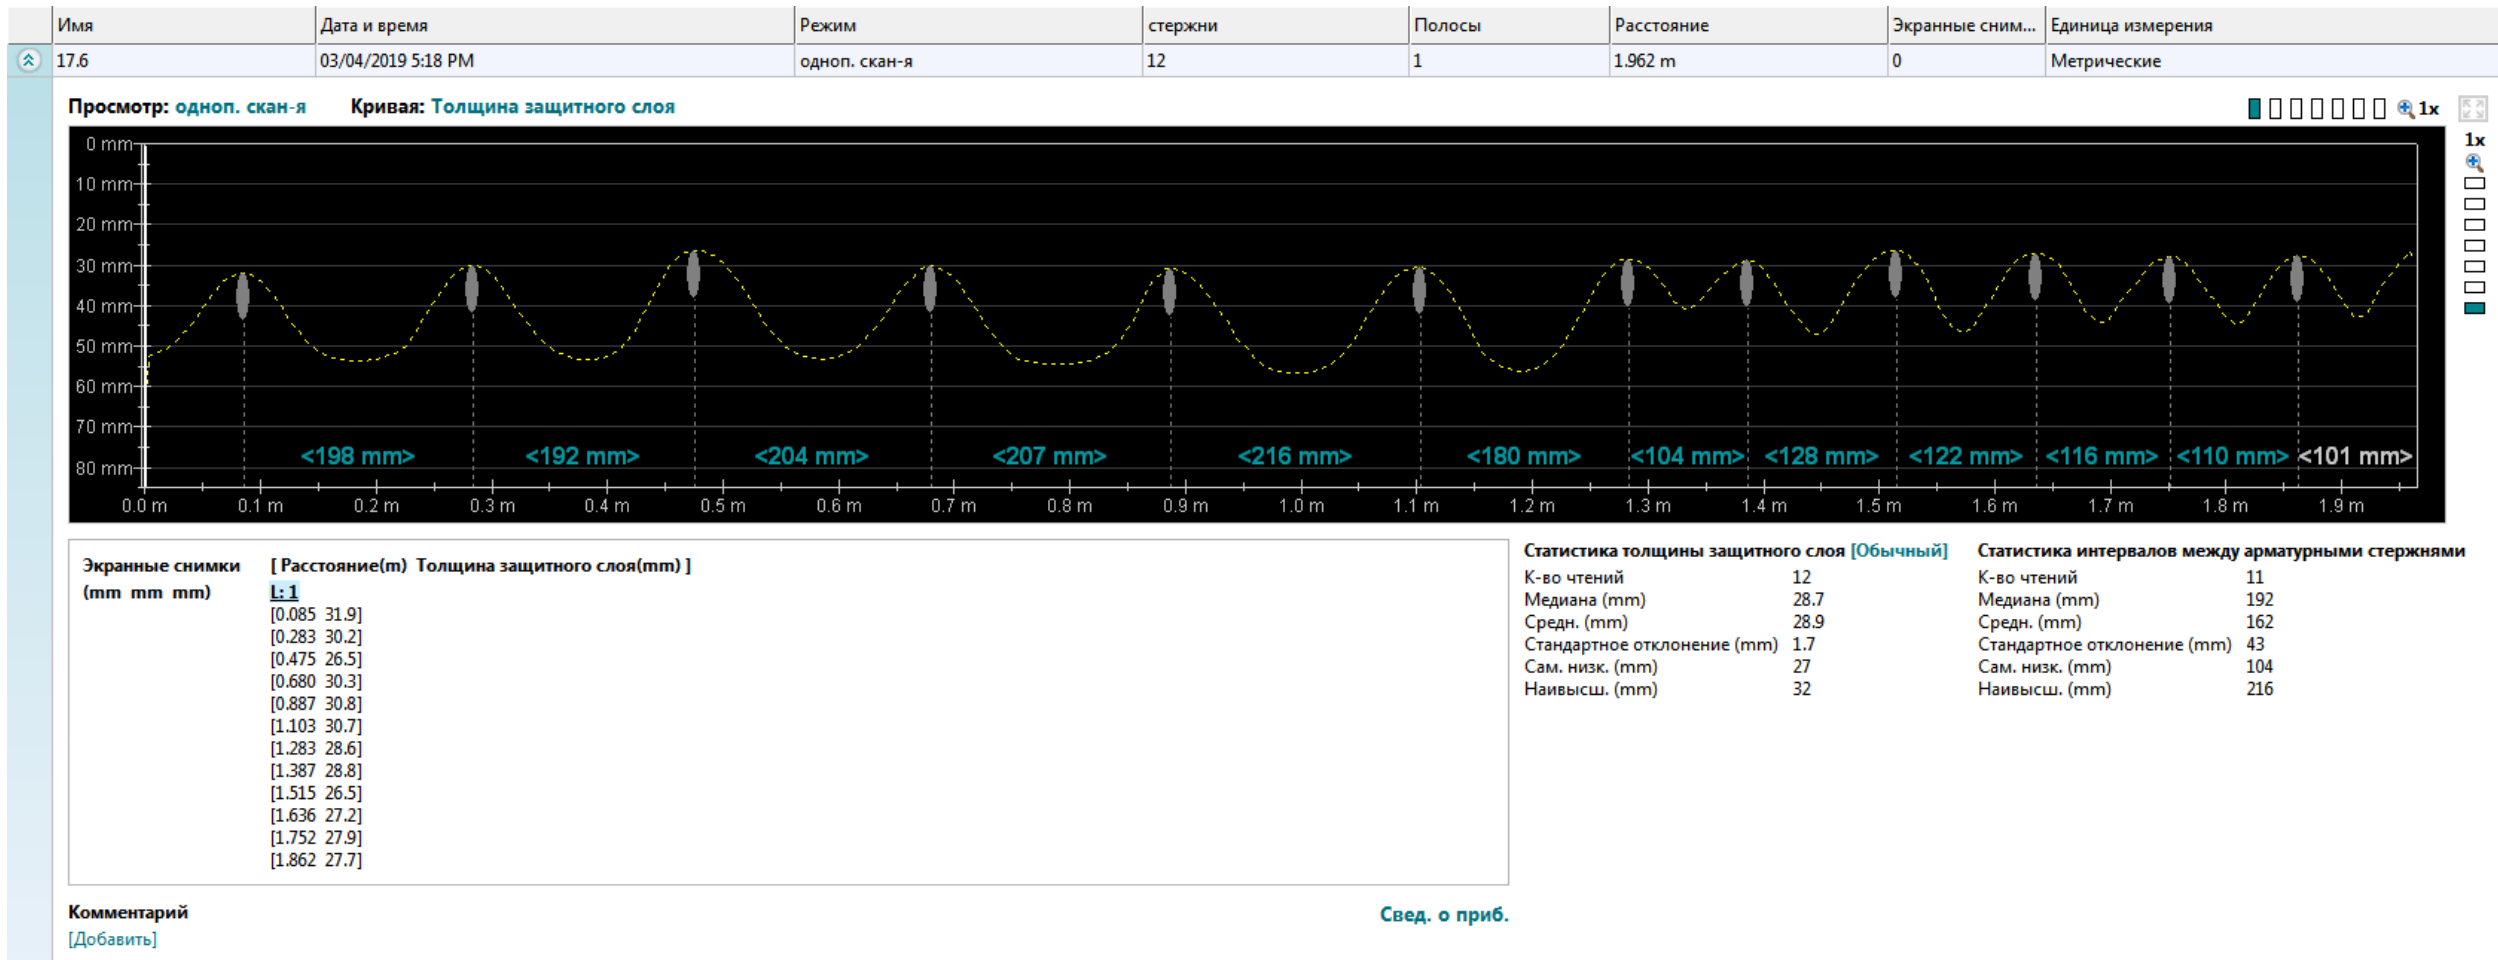 Имя Дата и время Режим стержни Полосы Расстояние Экранные сним... Единица измерения
17.6 03/04/2019 5:18 PM одноп. скан-я 12 1 1.962 m 0 Метрические
Просмотр: одноп. скан-я Кривая: Толщина защитного слоя 1x
1x
0 mm
10 mm
20 mm
30 mm
40 mm
50 mm
60 mm
70 mm
<198 mm> <192 mm> <204 mm> <207 mm> <216 mm> <180 mm> <104 mm> <128 mm> <122 mm> <116 mm> <110 mm> <101 mm>
80 mm
0.0 m 0.1 m 0.2 m 0.3 m 0.4 m 0.5 m 0.6 m 0.7 m 0.8 m 0.9 m 1.0 m 1.1 m 1.2 m 1.3 m 1.4 m 1.5 m 1.6 m 1.7 m 1.8 m 1.9 m
Экранные снимки [ Расстояние(m) Толщина защитного слоя(mm) ]
(mm mm mm) L: 1
[0.085 31.9]
[0.283 30.2]
[0.475 26.5]
[0.680 30.3]
[0.887 30.8]
[1.103 30.7]
[1.283 28.6]
[1.387 28.8]
[1.515 26.5]
[1.636 27.2]
[1.752 27.9]
[1.862 27.7]
Статистика толщины защитного слоя [Обычный]
К-во чтений 12
Медиана (mm) 28.7
Средн. (mm) 28.9
Стандартное отклонение (mm) 1.7
Сам. низк. (mm) 27
Наивысш. (mm) 32
Статистика интервалов между арматурными стержнями
К-во чтений 11
Медиана (mm) 192
Средн. (mm) 162
Стандартное отклонение (mm) 43
Сам. низк. (mm) 104
Наивысш. (mm) 216
Комментарий Свед. о приб.
[Добавить]